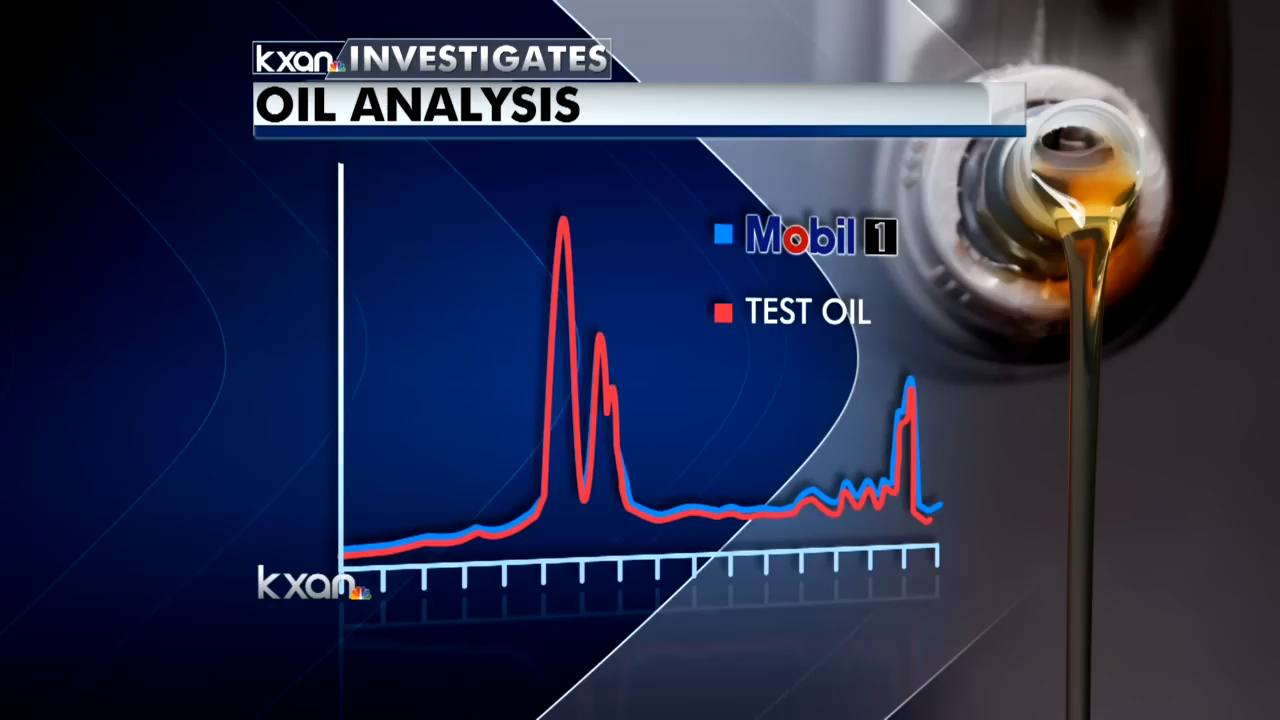 kxan INVESTIGATES
OIL ANALYSIS
Mobil 1
TEST OIL
kxan